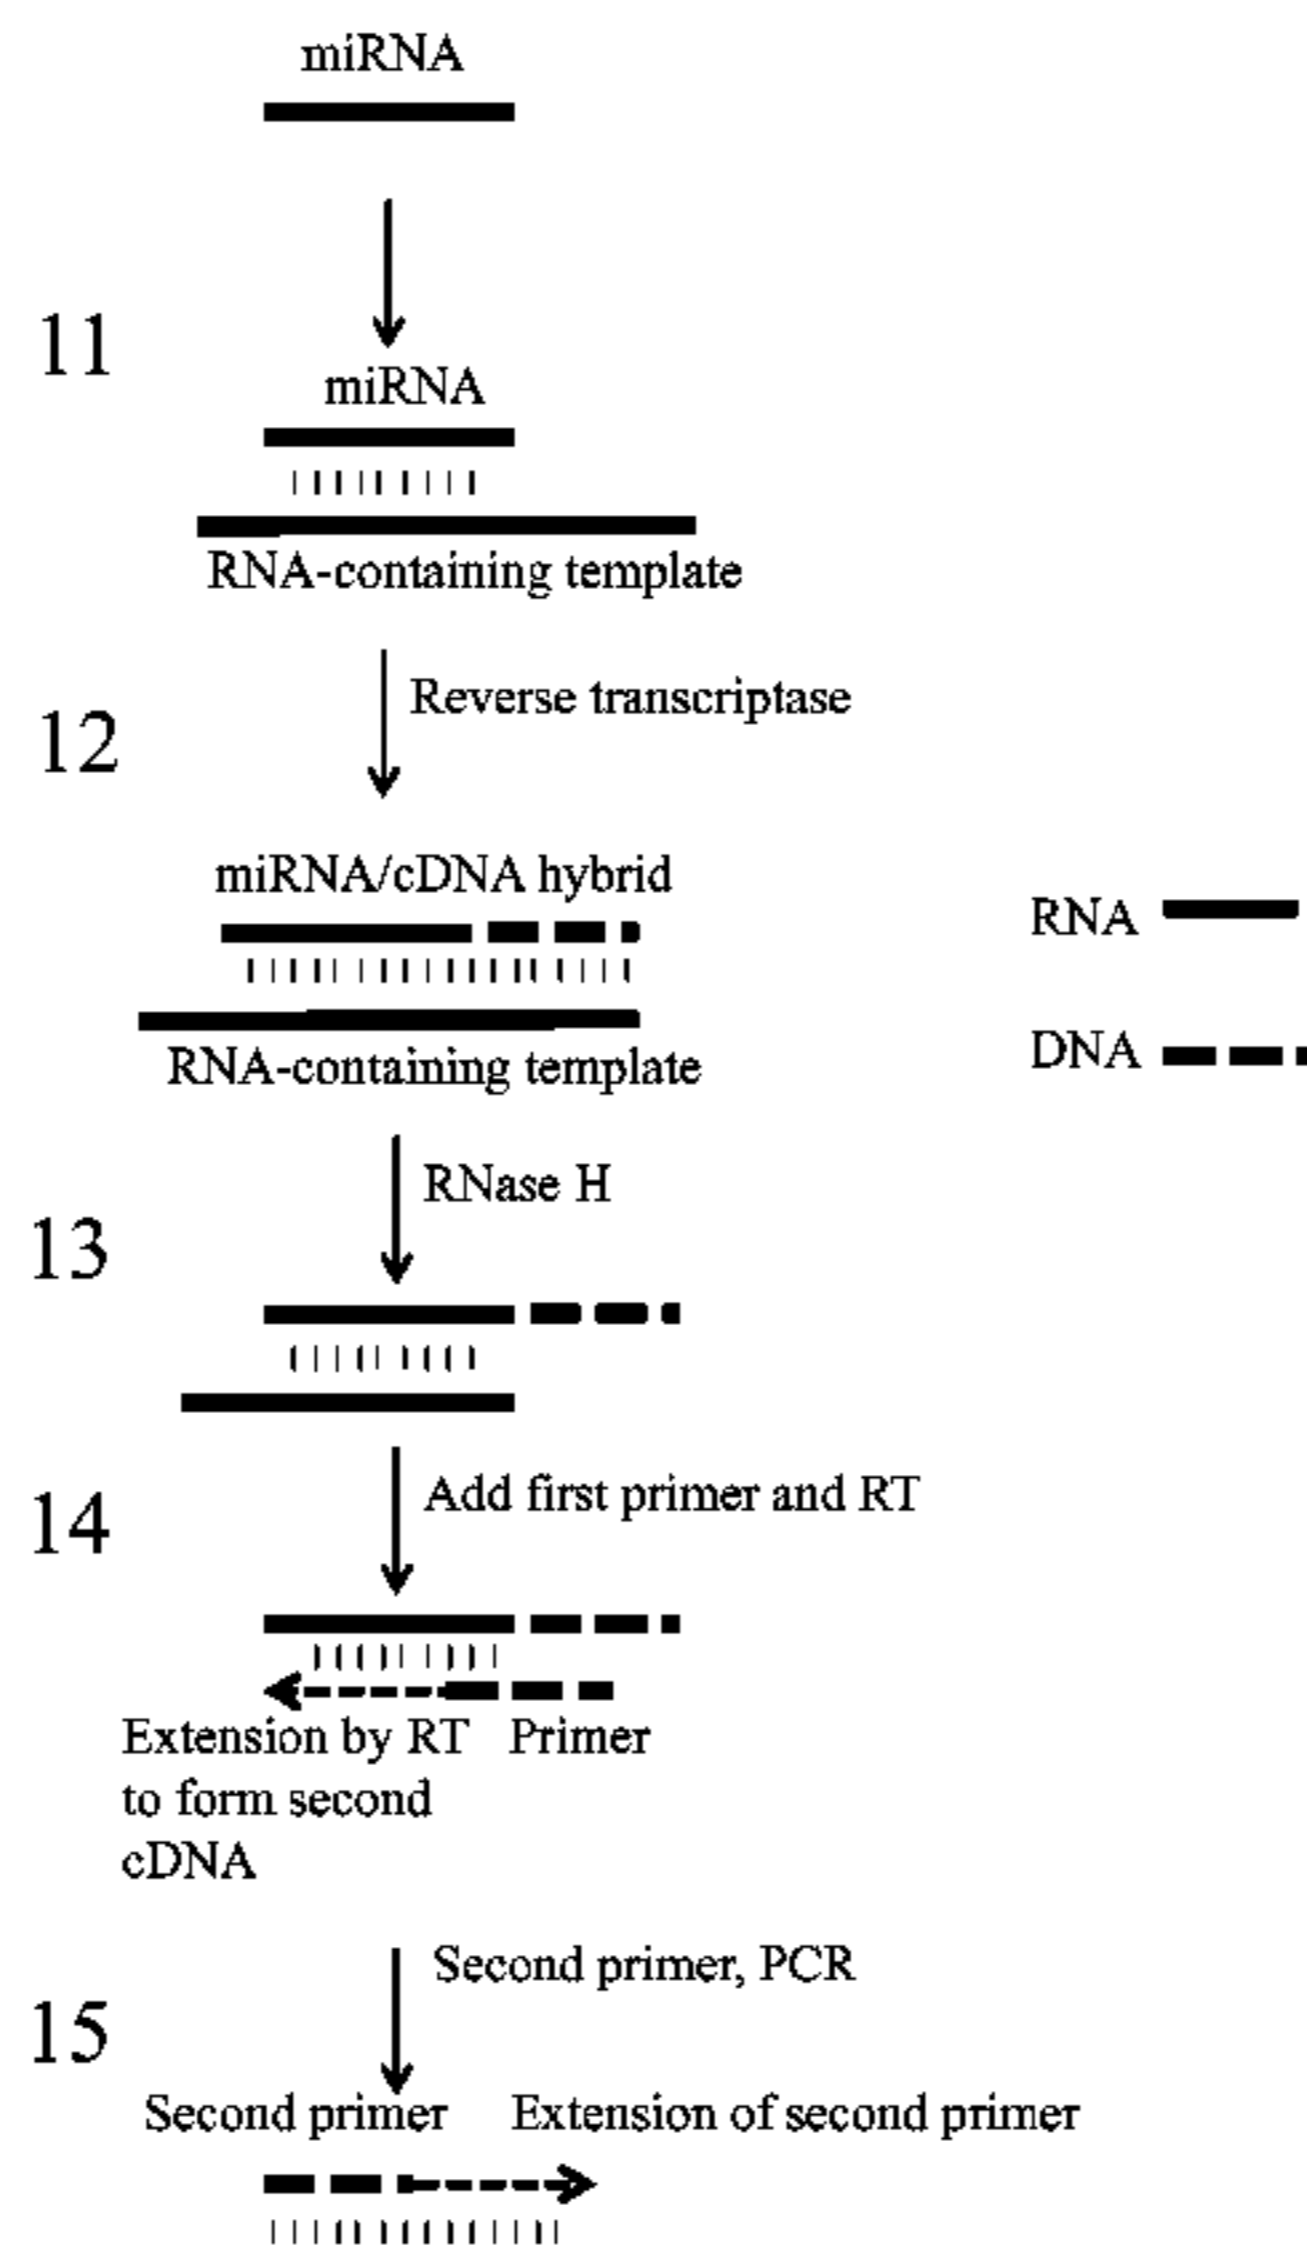 miRNA
11
miRNA
RNA-containing template
Reverse transcriptase
12
miRNA/cDNA hybrid
RNA
RNA-containing template
DNA
RNase H
13
Add first primer and RT
14
Extension by RT Primer
to form second
cDNA
Second primer, PCR
15
Second primer Extension of second primer